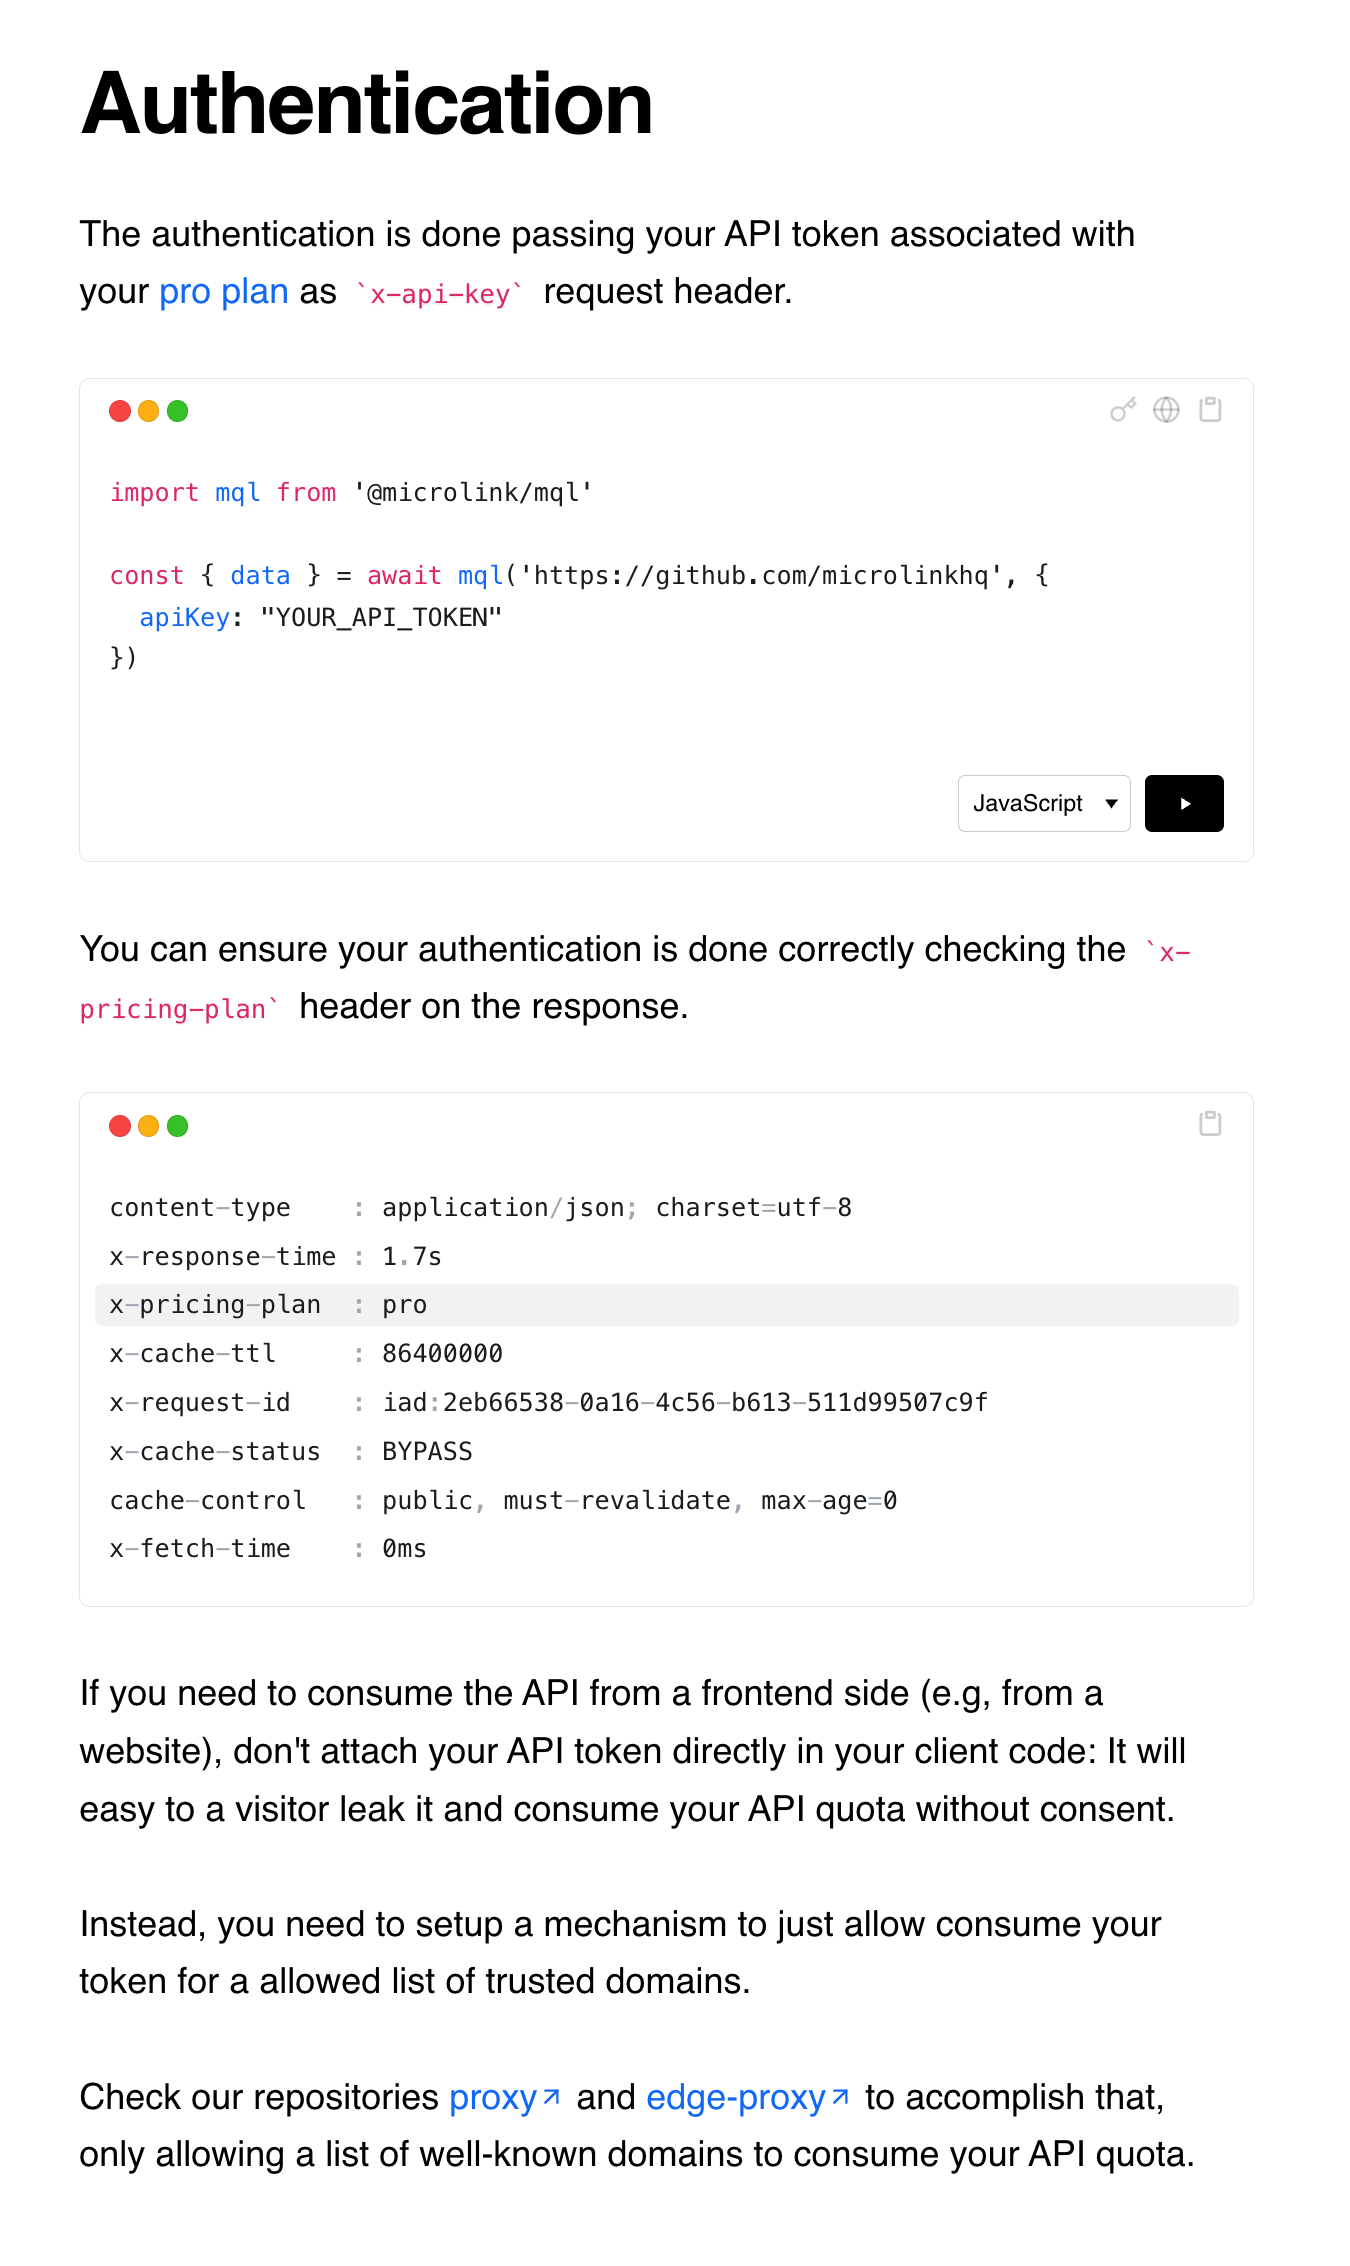 Authentication
The authentication is done passing your API token associated with
your pro plan as `x-api-key` request header.
import mql from '@microlink/mql'
const { data } = await mql('https://github.com/microlinkhq', {
  apiKey: "YOUR_API_TOKEN"
})
JavaScript
You can ensure your authentication is done correctly checking the `x-
pricing-plan` header on the response.
content-type    : application/json; charset=utf-8
x-response-time : 1.7s
x-pricing-plan  : pro
x-cache-ttl     : 86400000
x-request-id    : iad:2eb66538-0a16-4c56-b613-511d99507c9f
x-cache-status  : BYPASS
cache-control   : public, must-revalidate, max-age=0
x-fetch-time    : 0ms
If you need to consume the API from a frontend side (e.g, from a
website), don't attach your API token directly in your client code: It will
easy to a visitor leak it and consume your API quota without consent.
Instead, you need to setup a mechanism to just allow consume your
token for a allowed list of trusted domains.
Check our repositories proxy and edge-proxy to accomplish that,
only allowing a list of well-known domains to consume your API quota.